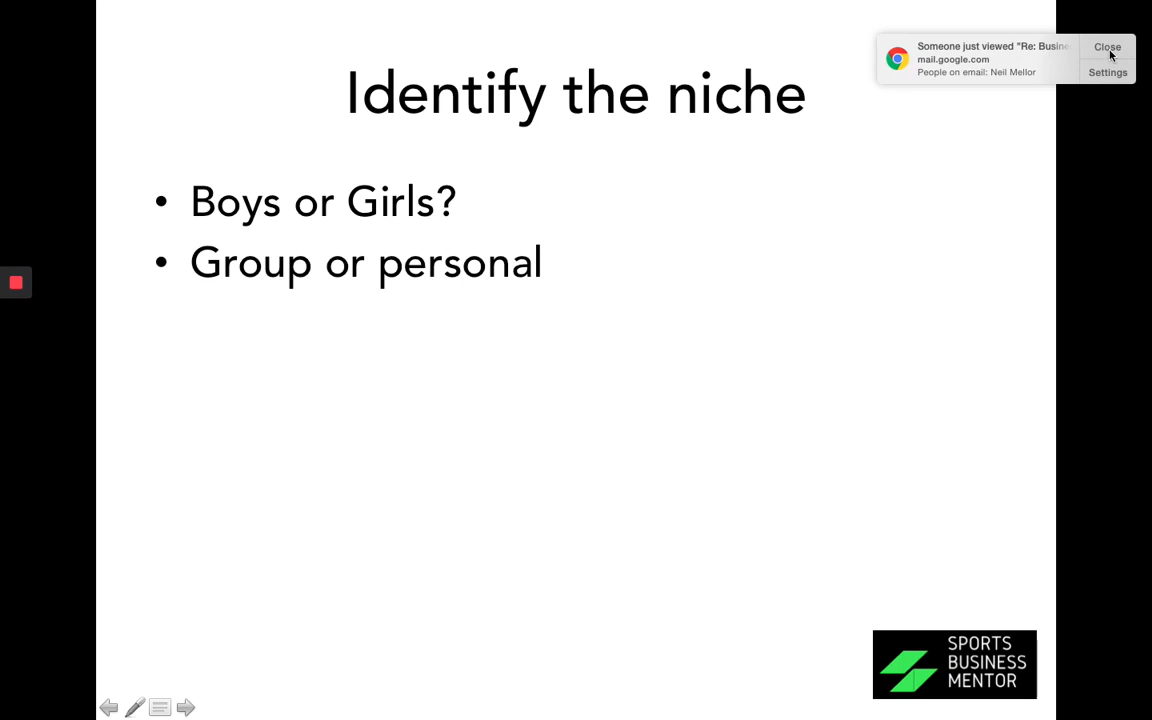 Identify the niche
• Boys or Girls?
• Group or personal
Someone just viewed "Re: Busine
mail.google.com
People on email: Neil Mellor
Close
Settings
SPORTS
BUSINESS
MENTOR